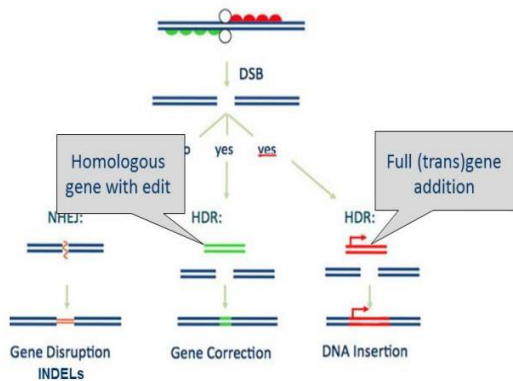 DSB
yes
yes
Homologous
gene with edit
Full (trans)gene
addition
NHEJ:
HDR:
HDR:
Gene Disruption
INDELs
Gene Correction
DNA Insertion